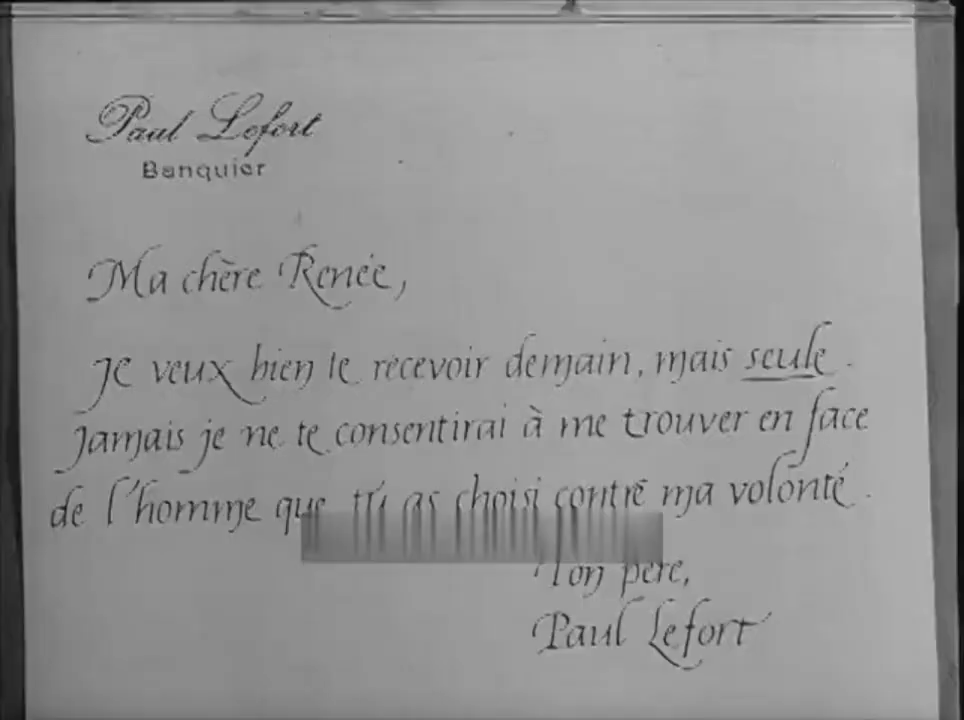 Paul Lefort
Banquier
Ma chère Renée,
Je veux bien te recevoir demain, mais seule.
Jamais je ne te consentirai à me trouver en face
de l'homme que tu as choisi contre ma volonté.
Ton père,
Paul Lefort